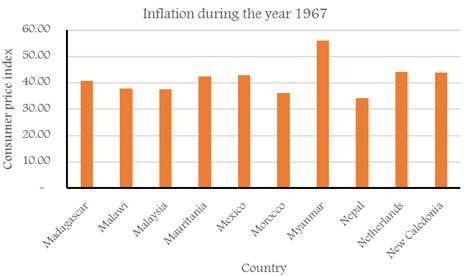 Inflation during the year 1967
Consumer price index
60.00
50.00
40.00
30.00
20.00
10.00
-
Madagascar
Malawi
Malaysia
Mauritania
Mexico
Morocco
Myanmar
Nepal
Netherlands
New Caledonia
Country